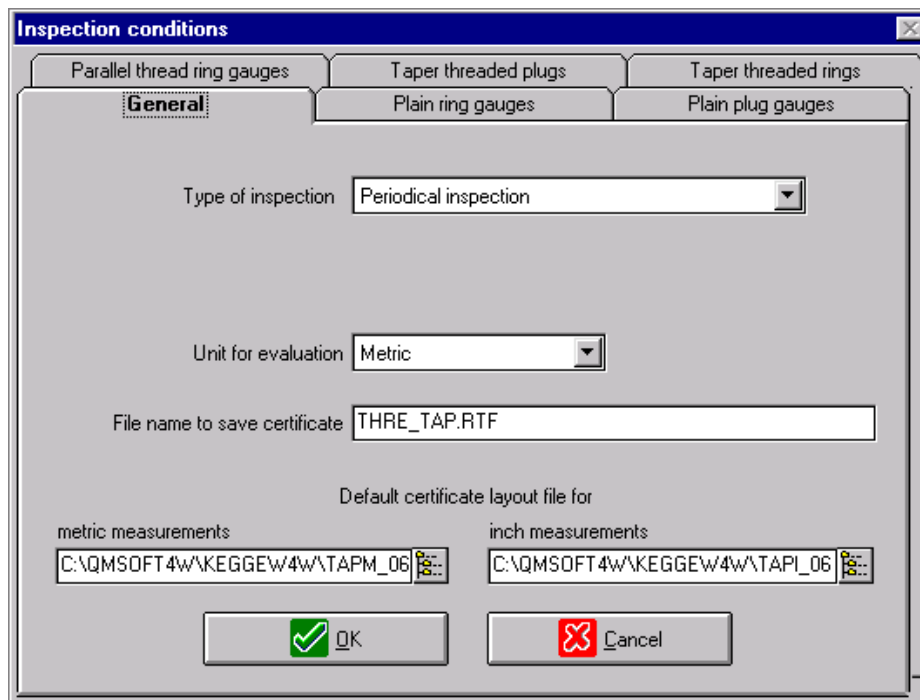 Inspection conditions
Parallel thread ring gauges Taper threaded plugs Taper threaded rings
General Plain ring gauges Plain plug gauges
Type of inspection Periodical inspection
Unit for evaluation Metric
File name to save certificate THRE_TAP.RTF
Default certificate layout file for
metric measurements inch measurements
C:\QMSOFT4W\KEGGEW4W\TAPM_06 C:\QMSOFT4W\KEGGEW4W\TAPI_06
OK Cancel